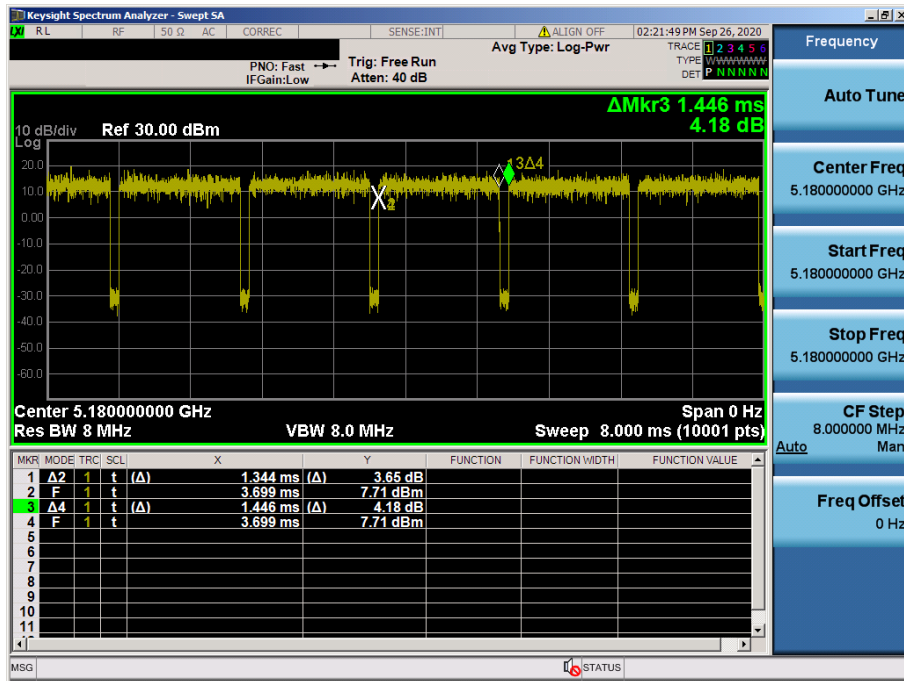 Keysight Spectrum Analyzer - Swept SA
LXI RL RF 50 Ω AC CORREC SENSE:INT ALIGN OFF 02:21:49 PM Sep 26, 2020
Frequency
Avg Type: Log-Pwr TRACE 1 2 3 4 5 6
PNO: Fast Trig: Free Run TYPE WWWWWW
IFGain:Low Atten: 40 dB DET P N N N N N
Auto Tune
ΔMkr3 1.446 ms
4.18 dB
10 dB/div Ref 30.00 dBm
Log
20.0
10.0
0.00
-10.0
-20.0
-30.0
-40.0
-50.0
-60.0
3Δ4
2
Center Freq
5.180000000 GHz
Start Freq
5.180000000 GHz
Stop Freq
5.180000000 GHz
CF Step
8.000000 MHz
Auto Man
Freq Offset
0 Hz
Center 5.180000000 GHz Span 0 Hz
Res BW 8 MHz VBW 8.0 MHz Sweep 8.000 ms (10001 pts)
MKR MODE TRC SCL X Y FUNCTION FUNCTION WIDTH FUNCTION VALUE
1 Δ2 1 t (Δ) 1.344 ms (Δ) 3.65 dB
2 F 1 t 3.699 ms 7.71 dBm
3 Δ4 1 t (Δ) 1.446 ms (Δ) 4.18 dB
4 F 1 t 3.699 ms 7.71 dBm
5
6
7
8
9
10
11
MSG STATUS